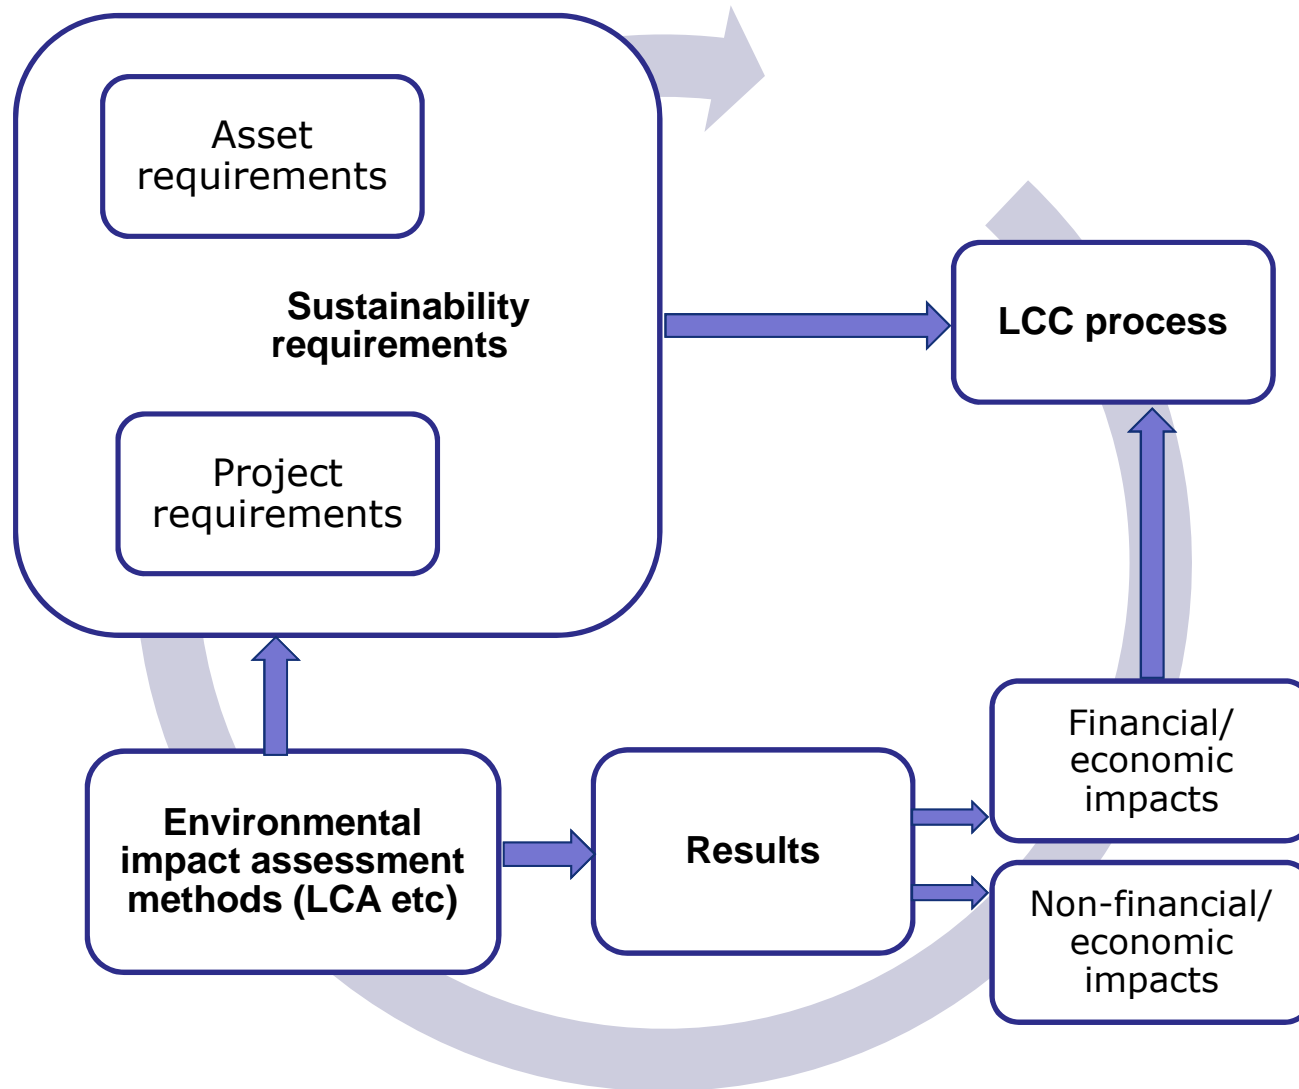 Asset
requirements
Sustainability
requirements
LCC process
Project
requirements
Environmental
impact assessment
methods (LCA etc)
Results
Financial/
economic
impacts
Non-financial/
economic
impacts